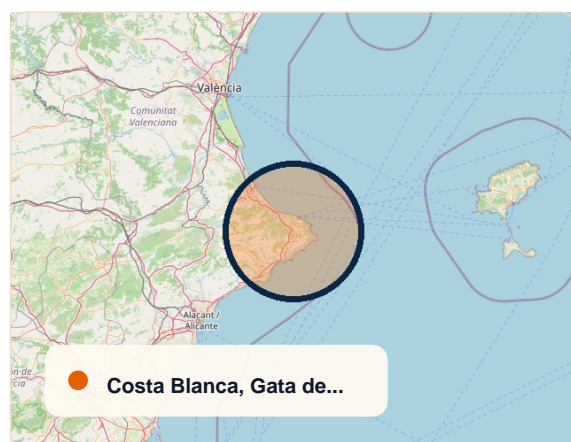 València
Comunitat
Valenciana
Alacant /
Alicante
Costa Blanca, Gata de...